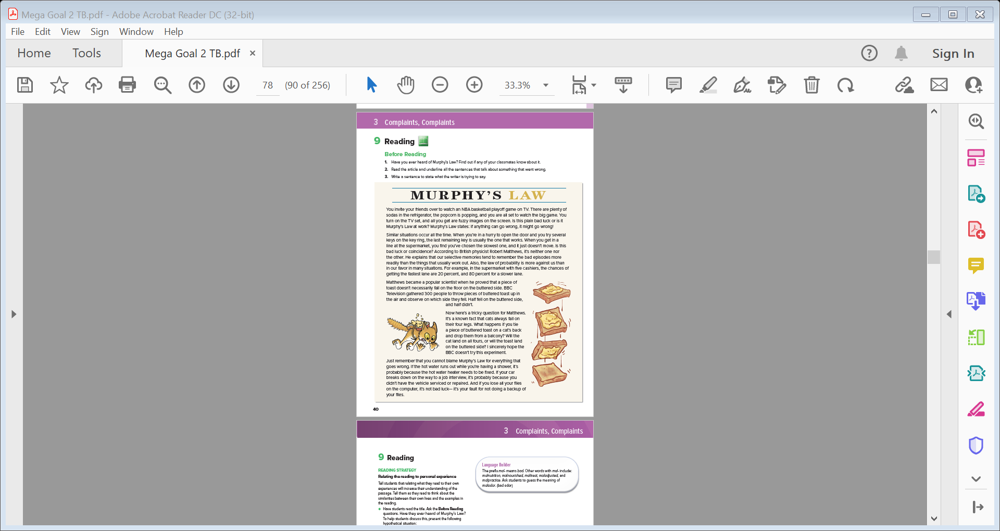 Mega Goal 2 TB.pdf - Adobe Acrobat Reader DC (32-bit)
File Edit View Sign Window Help
Home Tools Mega Goal 2 TB.pdf × Sign In
78 (90 of 256) 33.3%
3 Complaints, Complaints
9 Reading
Before Reading
1. Have you ever heard of Murphy's Law? Find out if any of your classmates know about it.
2. Read the article and underline all the sentences that talk about something that went wrong.
3. Write a sentence to state what the writer is trying to say.
MURPHY'S LAW
You invite your friends over to watch an NBA basketball playoff game on TV. There are plenty of
sodas in the refrigerator, the popcorn is popping, and you are all set to watch the big game. You
turn on the TV set, and all you get are fuzzy images on the screen. Is this plain bad luck or is it
Murphy's Law at work? Murphy's Law states: If anything can go wrong, it might go wrong!
Similar situations occur all the time. When you're in a hurry to open the door and you try several
keys on the key ring, the last remaining key is usually the one that works. When you get in a
line at the supermarket, you find you've chosen the slowest one, and it just doesn't move. Is this
bad luck or coincidence? According to British physicist Robert Matthews, it's neither one nor
the other. He explains that our selective memories tend to remember the bad episodes more
readily than the things that usually work out. Also, the law of probability is more against us than
in our favor in many situations. For example, in the supermarket with five cashiers, the chances of
getting the fastest lane are 20 percent, and 80 percent for a slower lane.
Matthews became a popular scientist when he proved that a piece of
toast doesn't necessarily fall on the floor on the buttered side. BBC
Television gathered 300 people to throw pieces of buttered toast up in
the air and observe on which side they fell. Half fell on the buttered side,
and half didn't.
Now here's a tricky question for Matthews.
It's a known fact that cats always fall on
their four legs. What happens if you tie
a piece of buttered toast on a cat's back
and drop them from a balcony? Will the
cat land on all fours, or will the toast land
on the buttered side? I sincerely hope the
BBC doesn't try this experiment.
Just remember that you cannot blame Murphy's Law for everything that
goes wrong. If the hot water runs out while you're having a shower, it's
probably because the hot water heater needs to be fixed. If your car
breaks down on the way to a job interview, it's probably because you
didn't have the vehicle serviced or repaired. And if you lose all your files
on the computer, it's not bad luck—it's your fault for not doing a backup of
your files.
40
3 Complaints, Complaints
9 Reading
READING STRATEGY
Relating the reading to personal experience
Tell students that relating what they read to their own
experiences will increase their understanding of the
passage. Tell them as they read to think about the
similarities between their own lives and the examples in
the reading.
• Have students read the title. Ask the Before Reading
questions. Have they ever heard of Murphy's Law?
To help students discuss this, present the following
hypothetical situation:
Language Builder
The prefix mal- means bad. Other words with mal- include:
malnutrition, malnourished, maltreat, maladjusted, and
malpractice. Ask students to guess the meaning of
malodor. (bad odor)